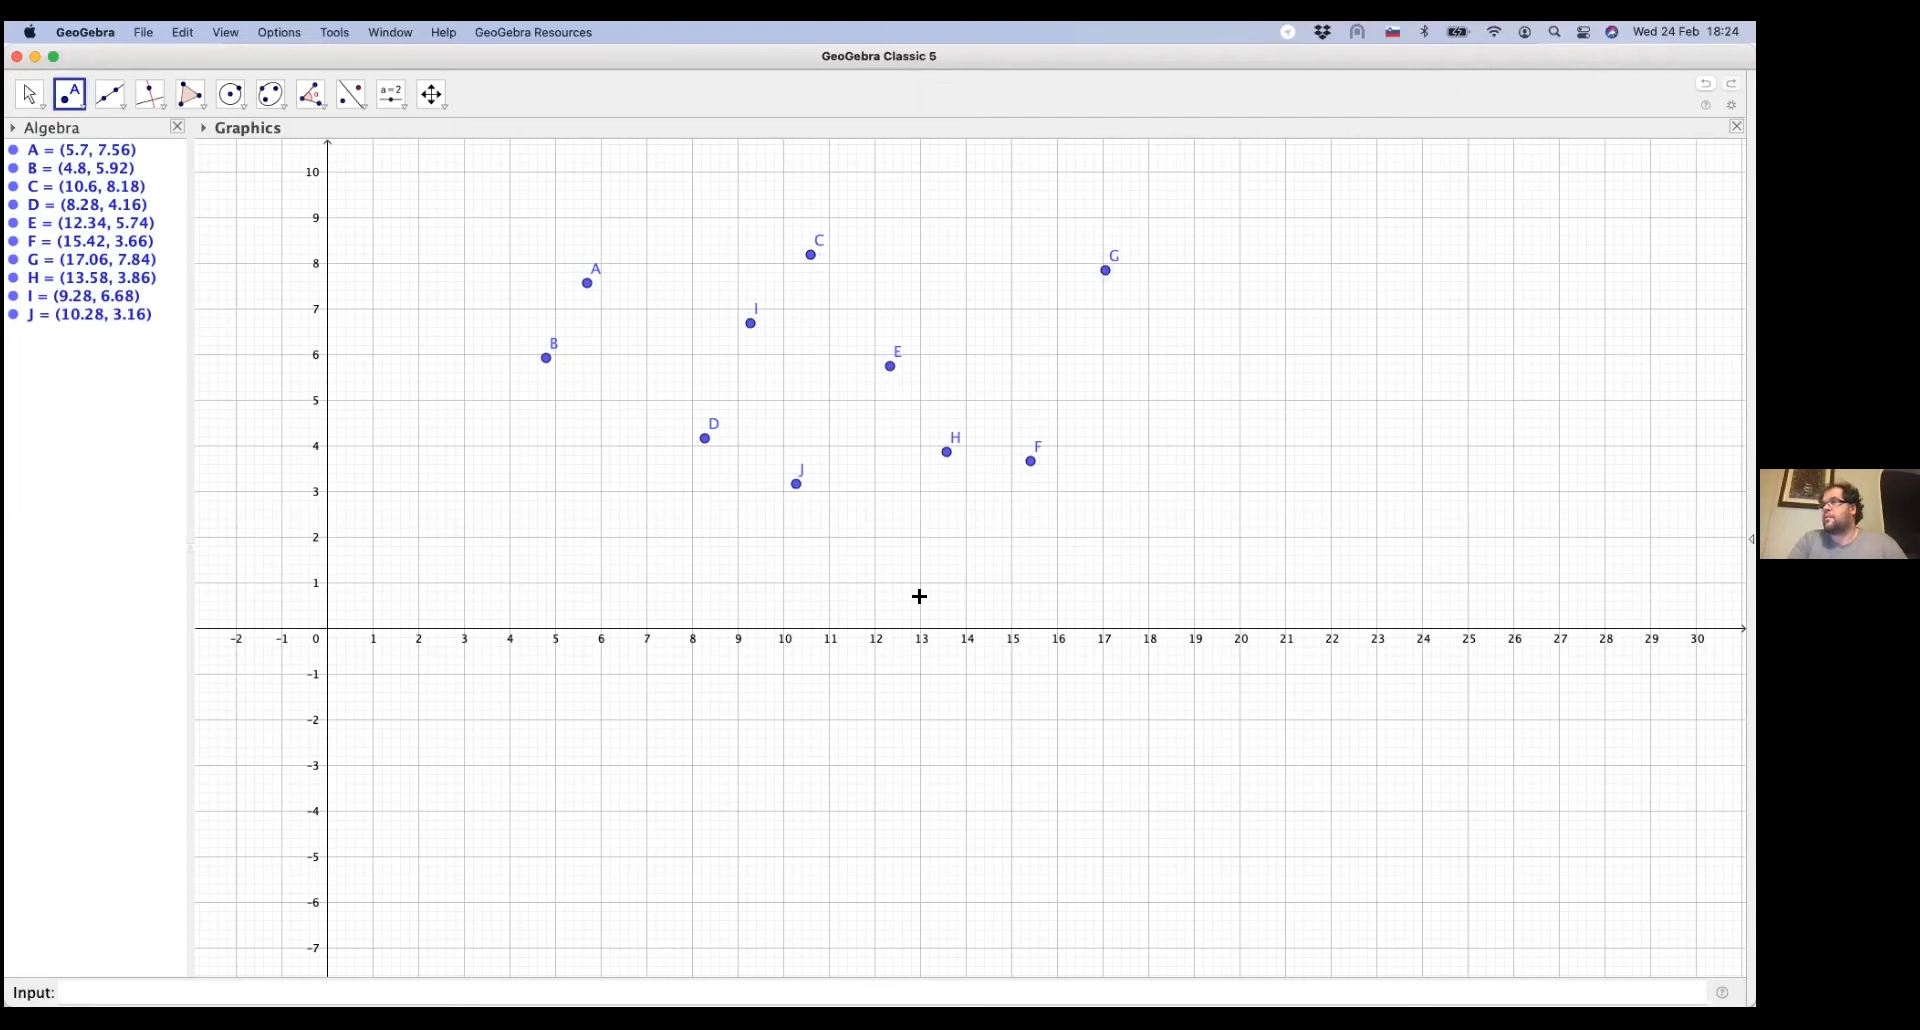 GeoGebra File Edit View Options Tools Window Help GeoGebra Resources Wed 24 Feb 18:24
GeoGebra Classic 5
A a=2
Algebra Graphics
A = (5.7, 7.56)
B = (4.8, 5.92)
C = (10.6, 8.18)
D = (8.28, 4.16)
E = (12.34, 5.74)
F = (15.42, 3.66)
G = (17.06, 7.84)
H = (13.58, 3.86)
I = (9.28, 6.68)
J = (10.28, 3.16)
10
9
C
G
8
A
7
I
6
B
E
5
D
4
H
F
J
3
2
1
-2 -1 0 1 2 3 4 5 6 7 8 9 10 11 12 13 14 15 16 17 18 19 20 21 22 23 24 25 26 27 28 29 30
-1
-2
-3
-4
-5
-6
-7
Input: